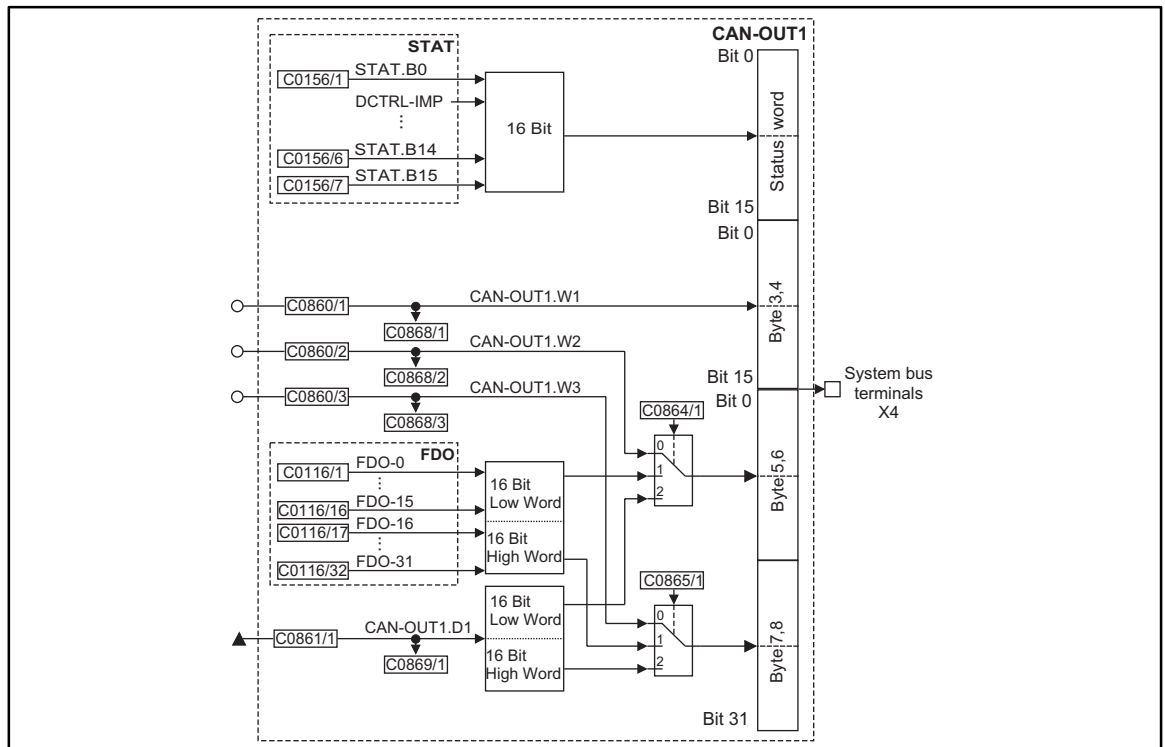 CAN-OUT1
STAT
Bit 0
C0156/1
STAT.B0
DCTRL-IMP
⋮
16 Bit
Status word
C0156/6
STAT.B14
C0156/7
STAT.B15
Bit 15
Bit 0
C0860/1
CAN-OUT1.W1
Byte 3,4
C0868/1
C0860/2
CAN-OUT1.W2
C0868/2
Bit 15
System bus
terminals
X4
C0860/3
CAN-OUT1.W3
Bit 0
C0868/3
C0864/1
FDO
0
1
2
Byte 5,6
C0116/1
FDO-0
⋮
C0116/16
FDO-15
C0116/17
FDO-16
⋮
C0116/32
FDO-31
16 Bit
Low Word
16 Bit
High Word
C0865/1
0
1
2
Byte 7,8
C0861/1
CAN-OUT1.D1
C0869/1
16 Bit
Low Word
16 Bit
High Word
Bit 31